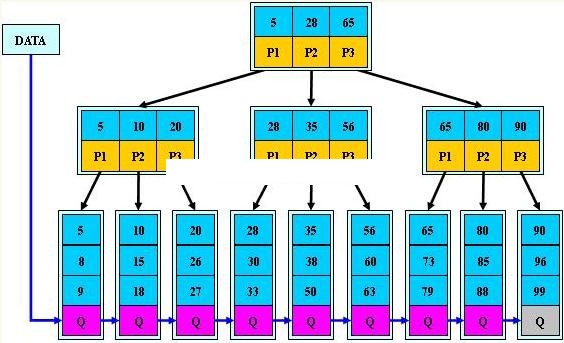 5 28 65
DATA
P1 P2 P3
5 10 20 28 35 56 65 80 90
P1 P2 P3 P1 P2 P3 P1 P2 P3
5 10 20 28 35 56 65 80 90
8 15 26 30 38 60 73 85 96
9 18 27 33 50 63 79 88 99
Q Q Q Q Q Q Q Q Q